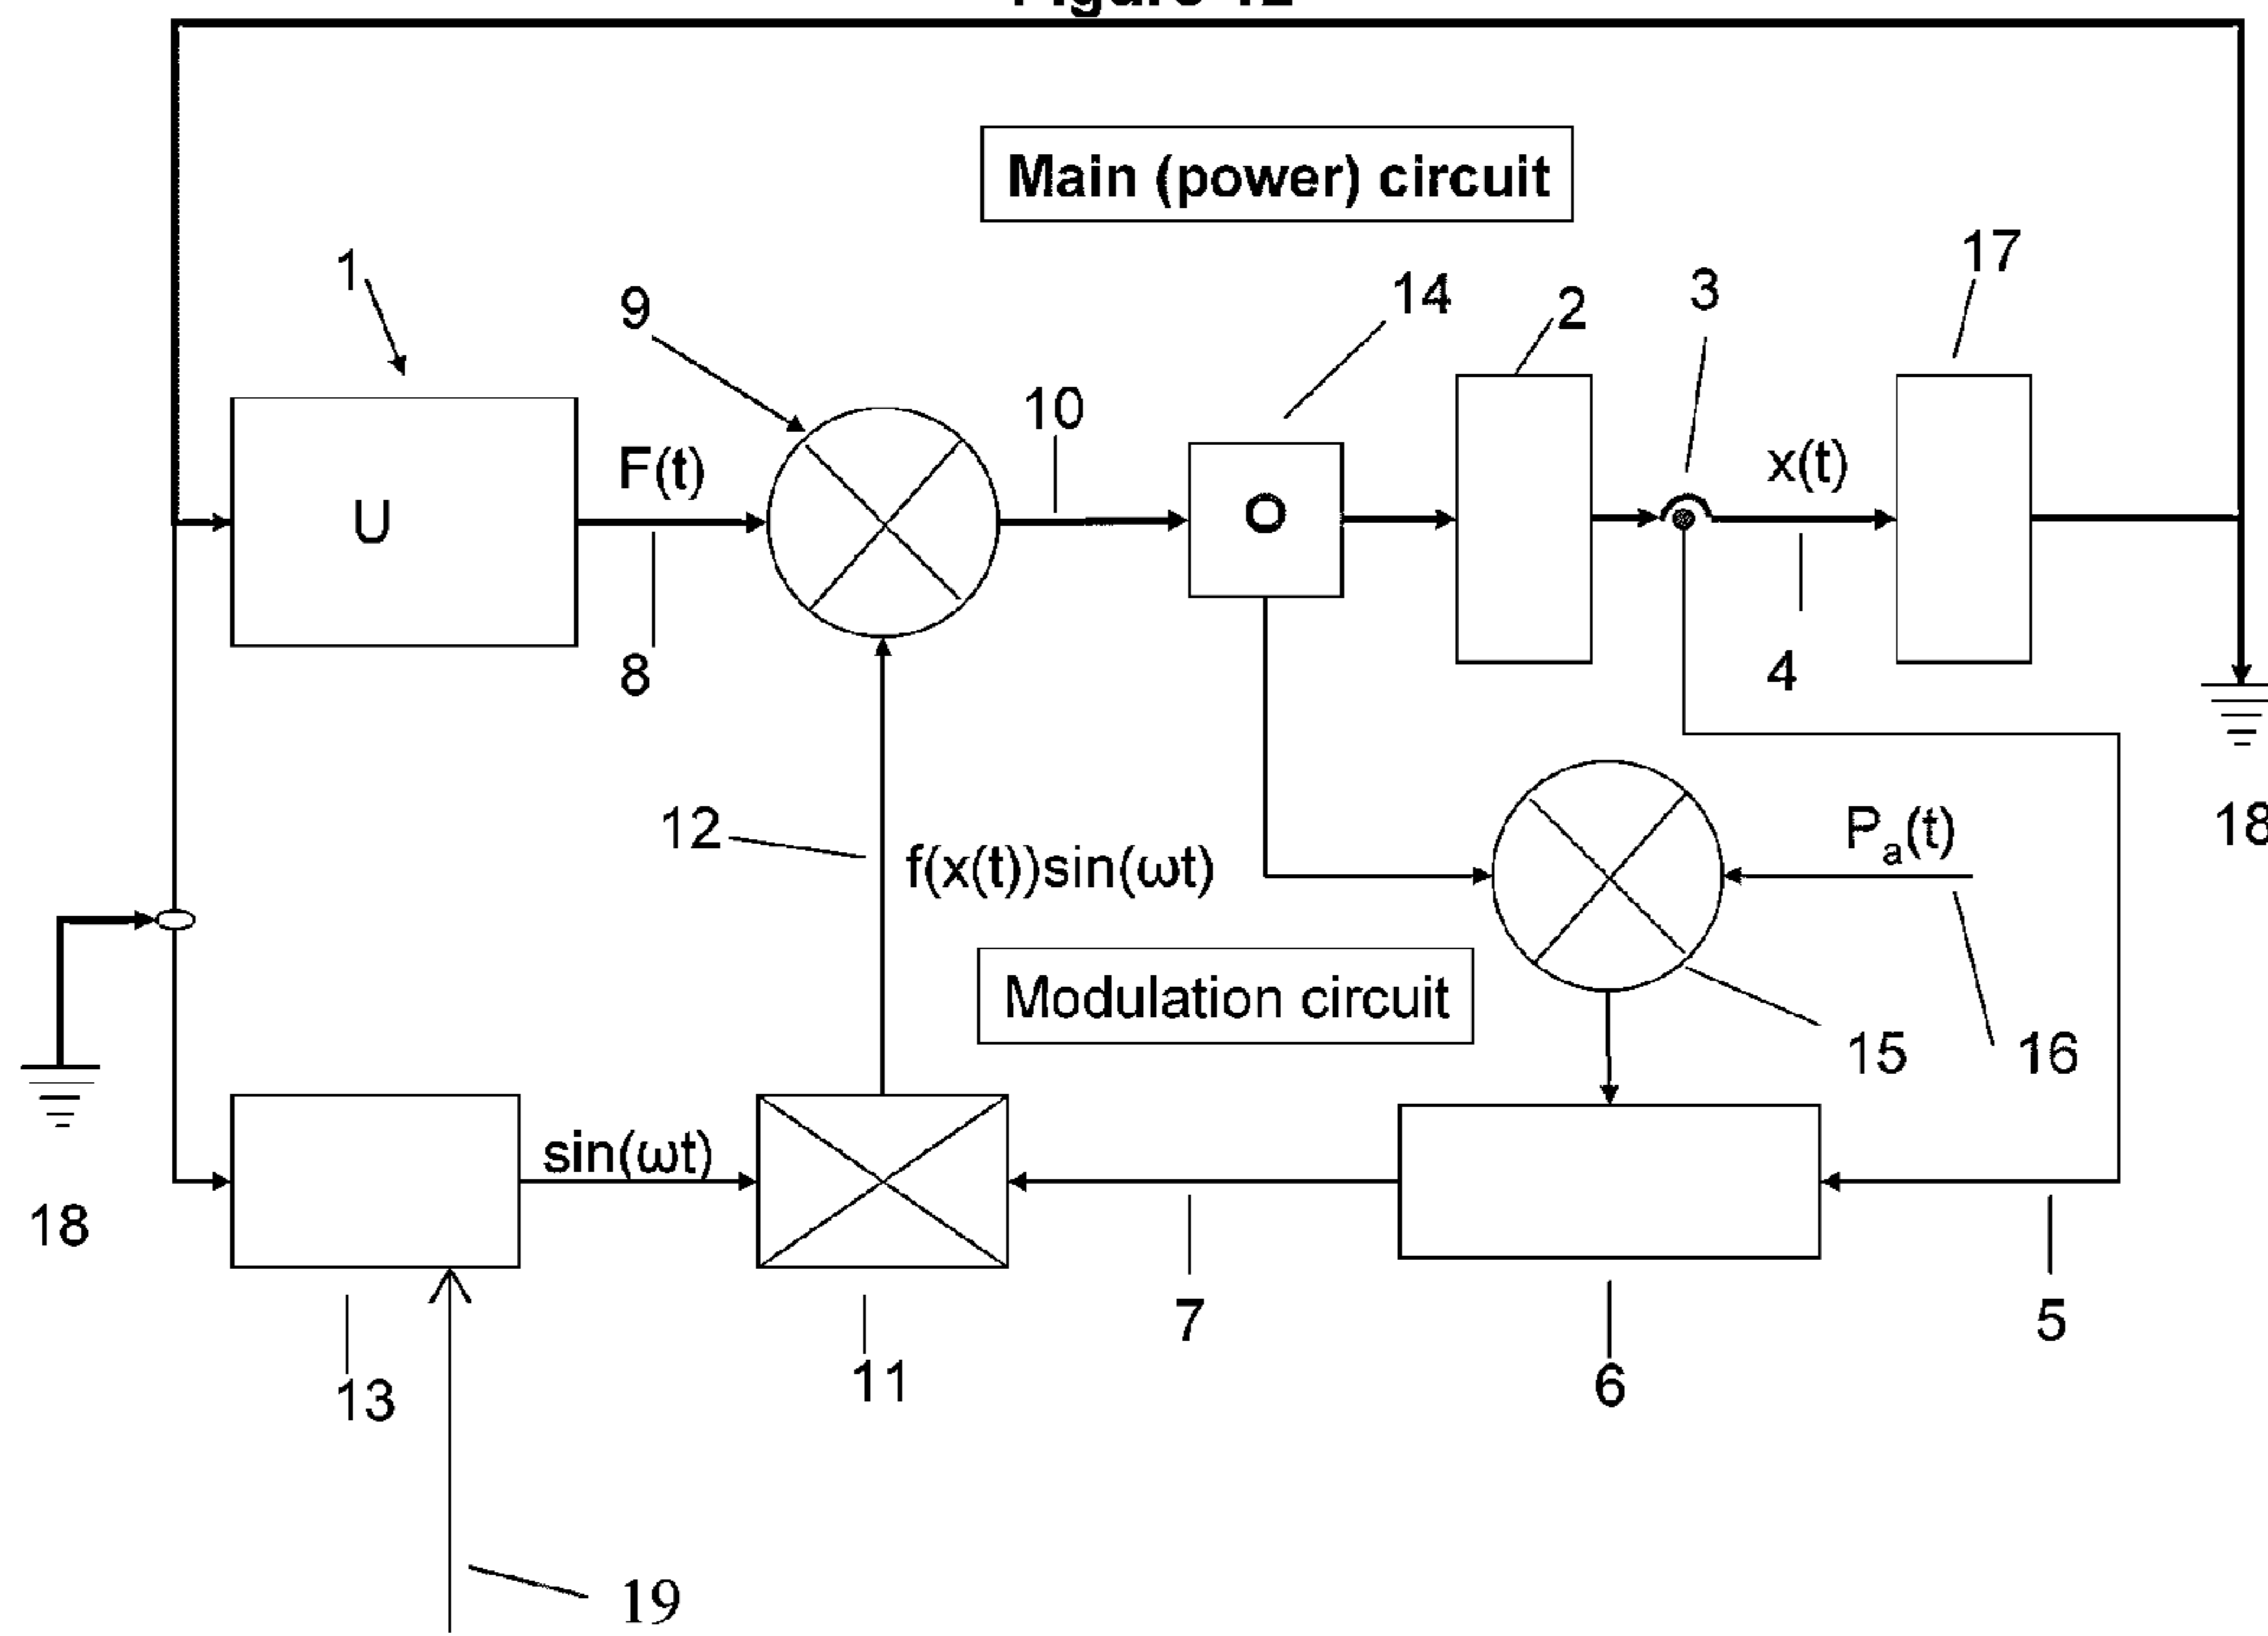 Main (power) circuit
1
9
14
2
3
17
10
F(t)
x(t)
U
O
8
4
12
f(x(t))sin(ωt)
Pa(t)
18
Modulation circuit
15
16
sin(ωt)
18
13
11
7
6
5
19